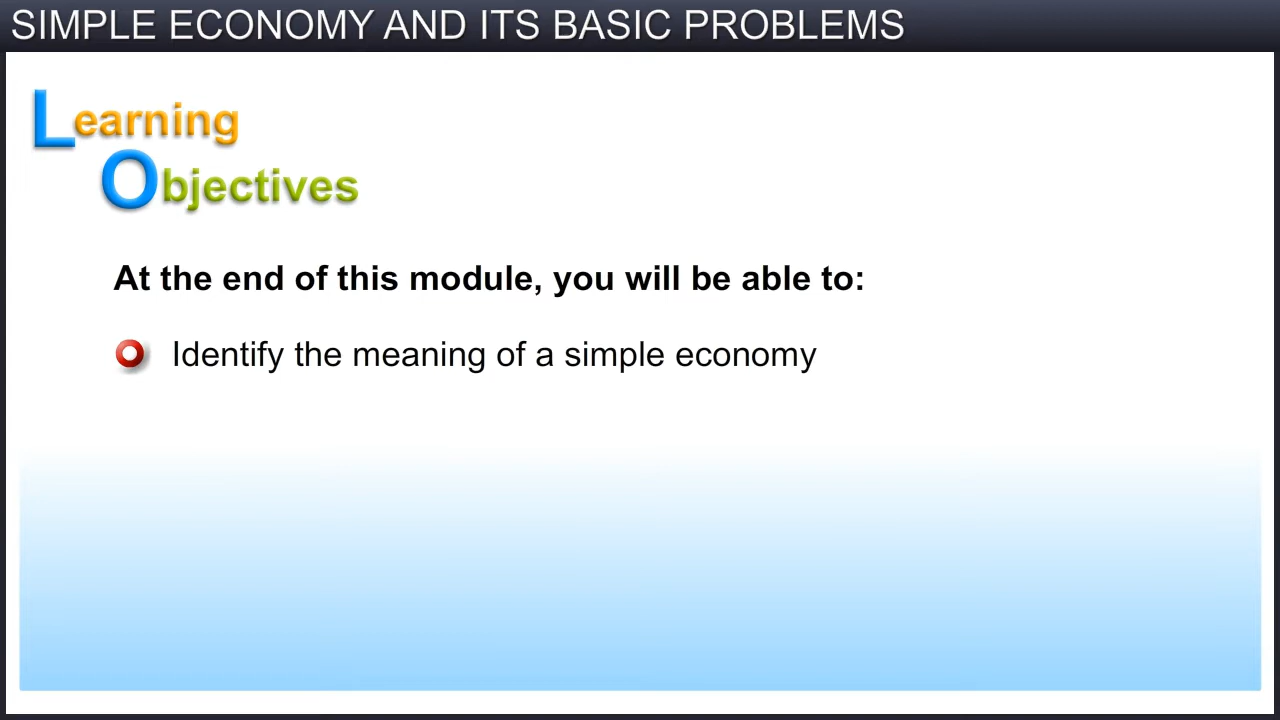 SIMPLE ECONOMY AND ITS BASIC PROBLEMS
Learning
Objectives
At the end of this module, you will be able to:
Identify the meaning of a simple economy